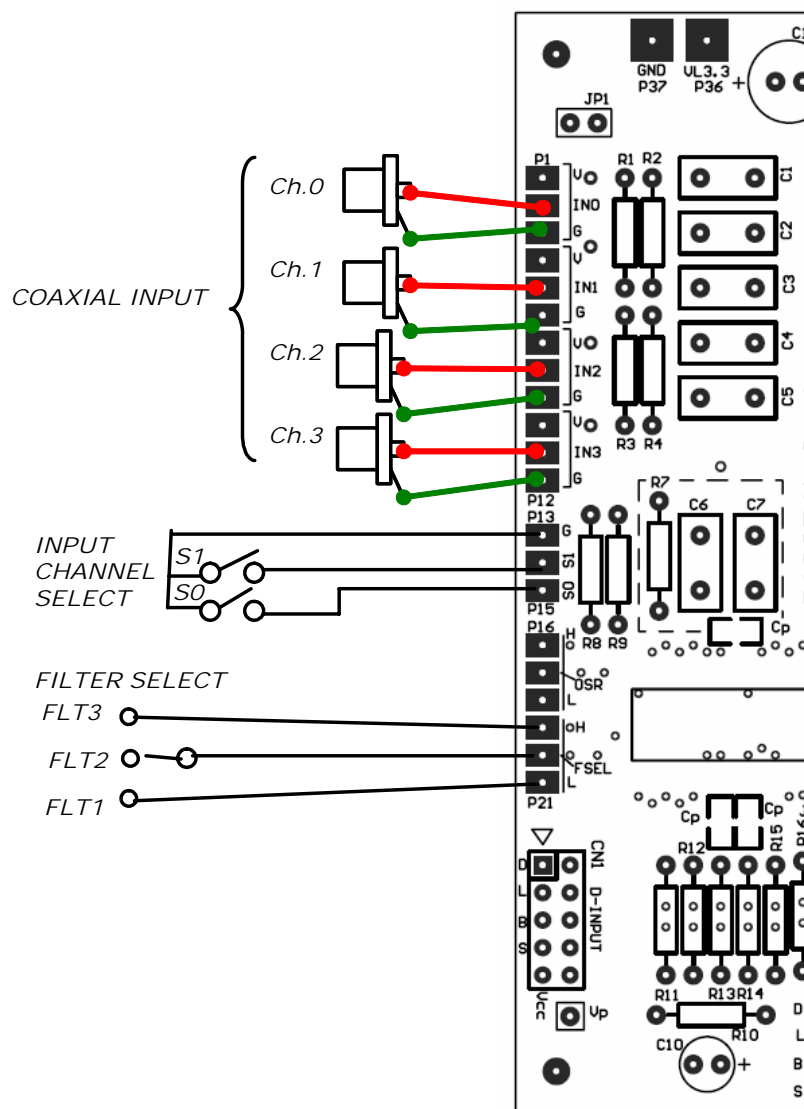 C1
GND
P37
VL3.3
P36
+
JP1
P1
R1
R2
Ch.0
V
IN0
G
C1
C2
Ch.1
V
IN1
G
C3
COAXIAL INPUT
Ch.2
V
IN2
G
C4
C5
Ch.3
V
IN3
G
R3
R4
P12
P13
R7
C6
C7
INPUT
CHANNEL
SELECT
S1
S0
G
S1
S0
P15
P16
R8
R9
Cp
H
OSR
L
FILTER SELECT
FLT3
FLT2
FLT1
H
FSEL
L
P21
Cp
Cp
R12
R15
R16
CN1
D-INPUT
D
L
B
S
Vcc
Vp
R11
R13
R14
R10
C10
+
D
L
B
S